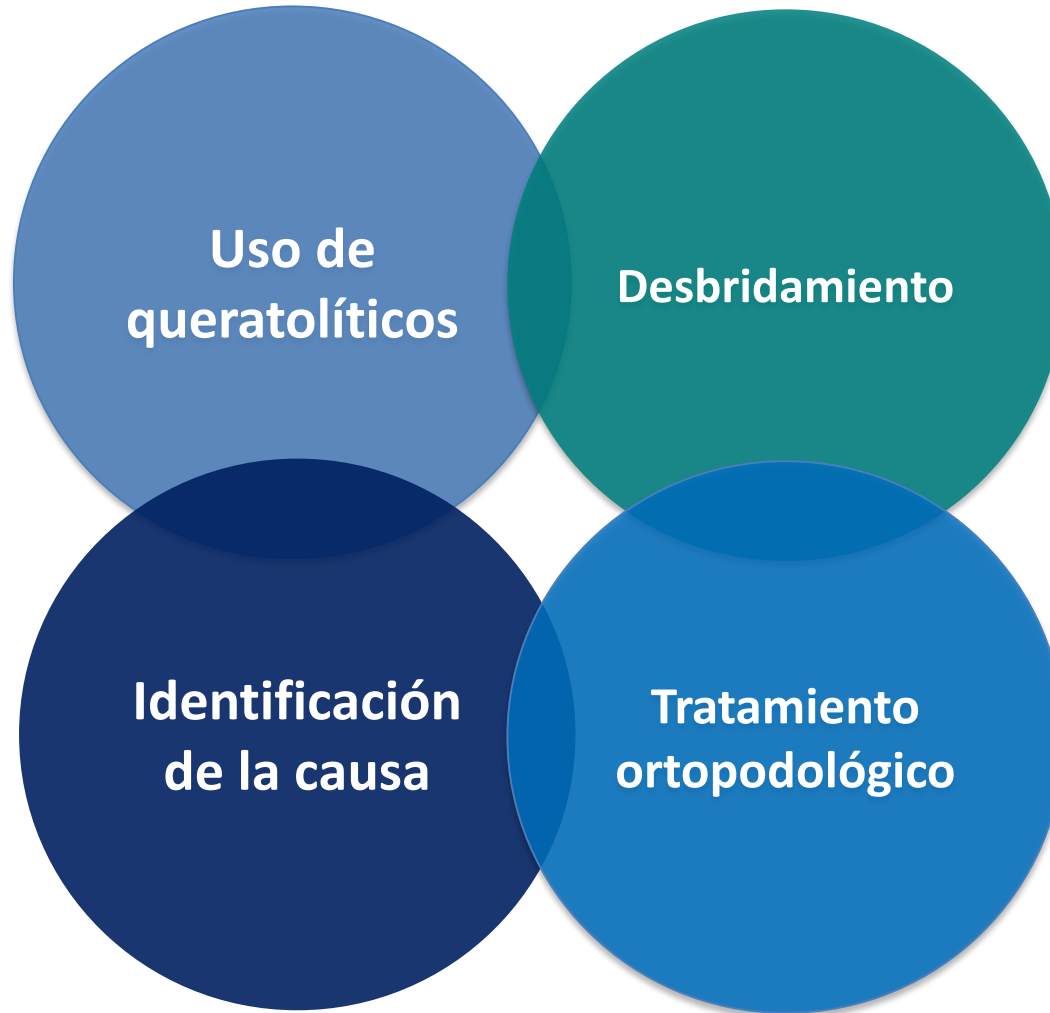 Uso de
queratolíticos
Desbridamiento
Identificación
de la causa
Tratamiento
ortopodológico